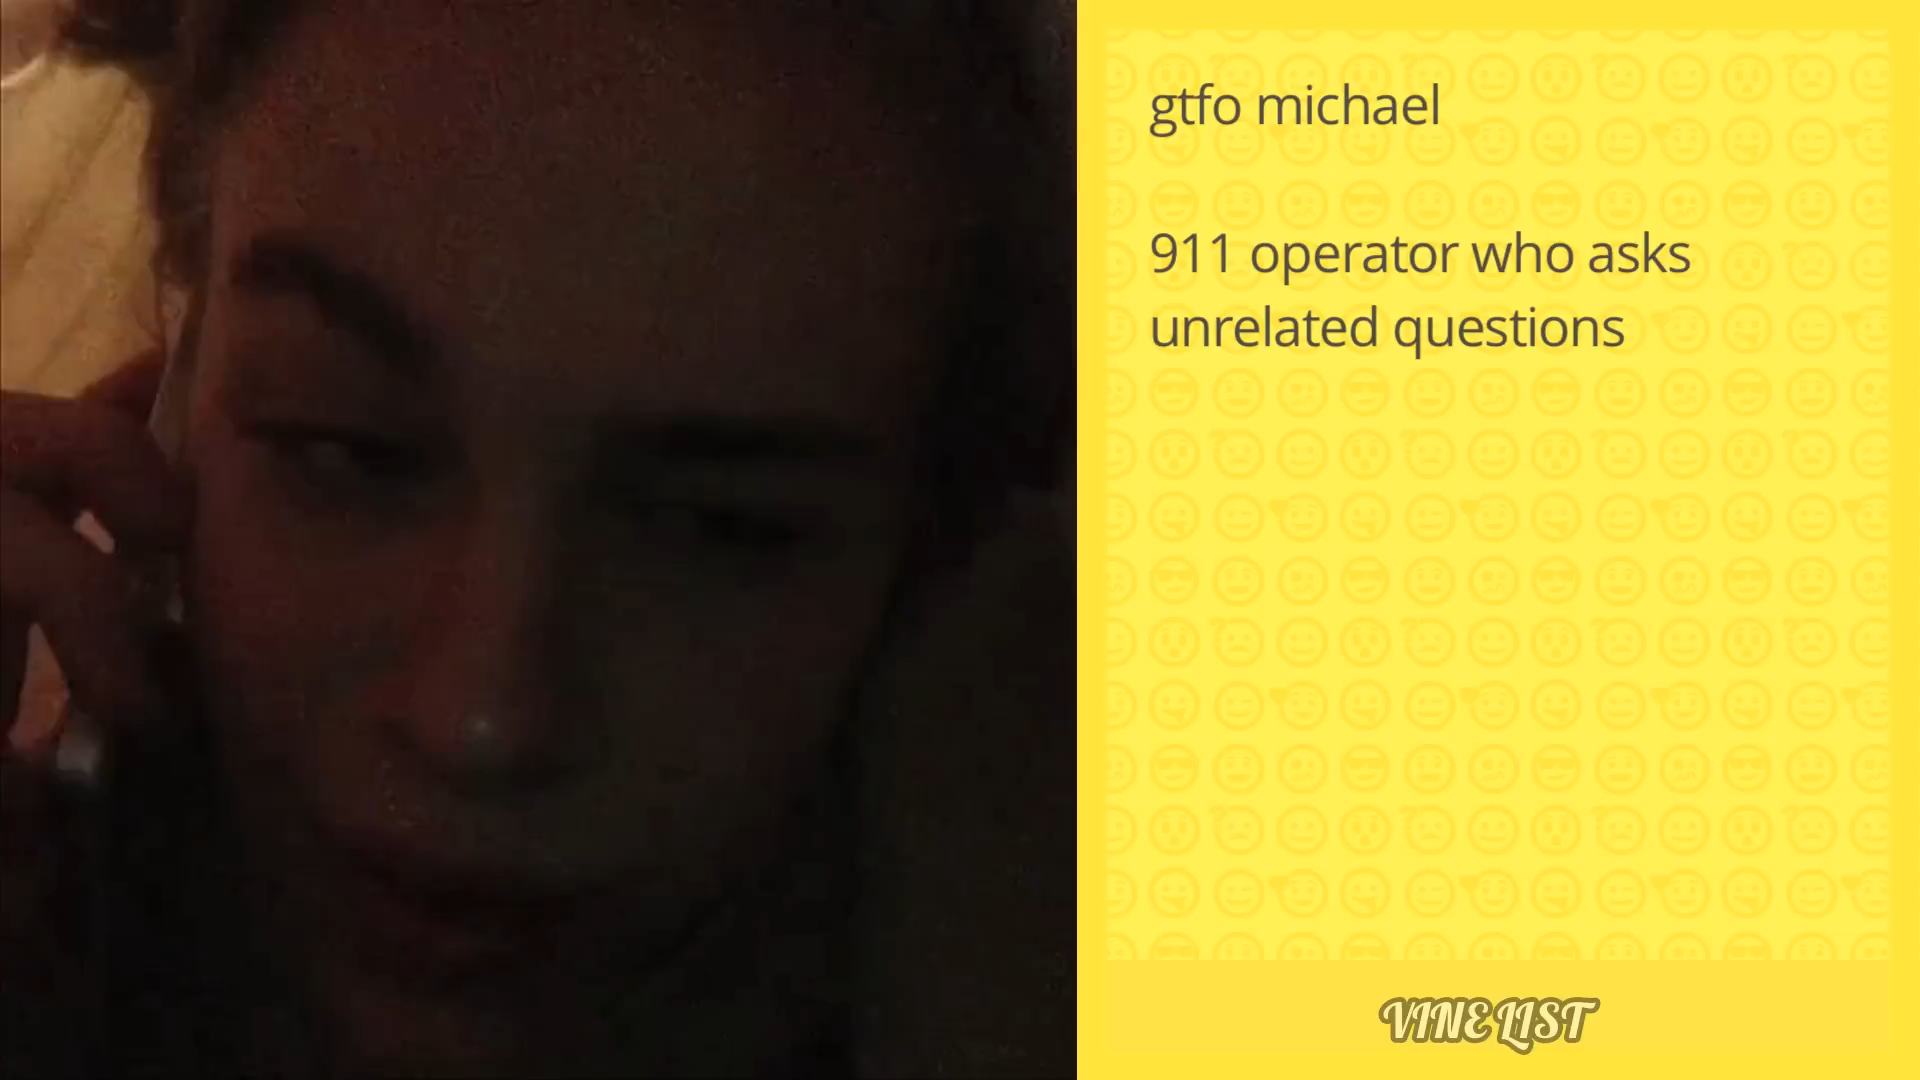 gtfo michael
911 operator who asks
unrelated questions
VINE LIST